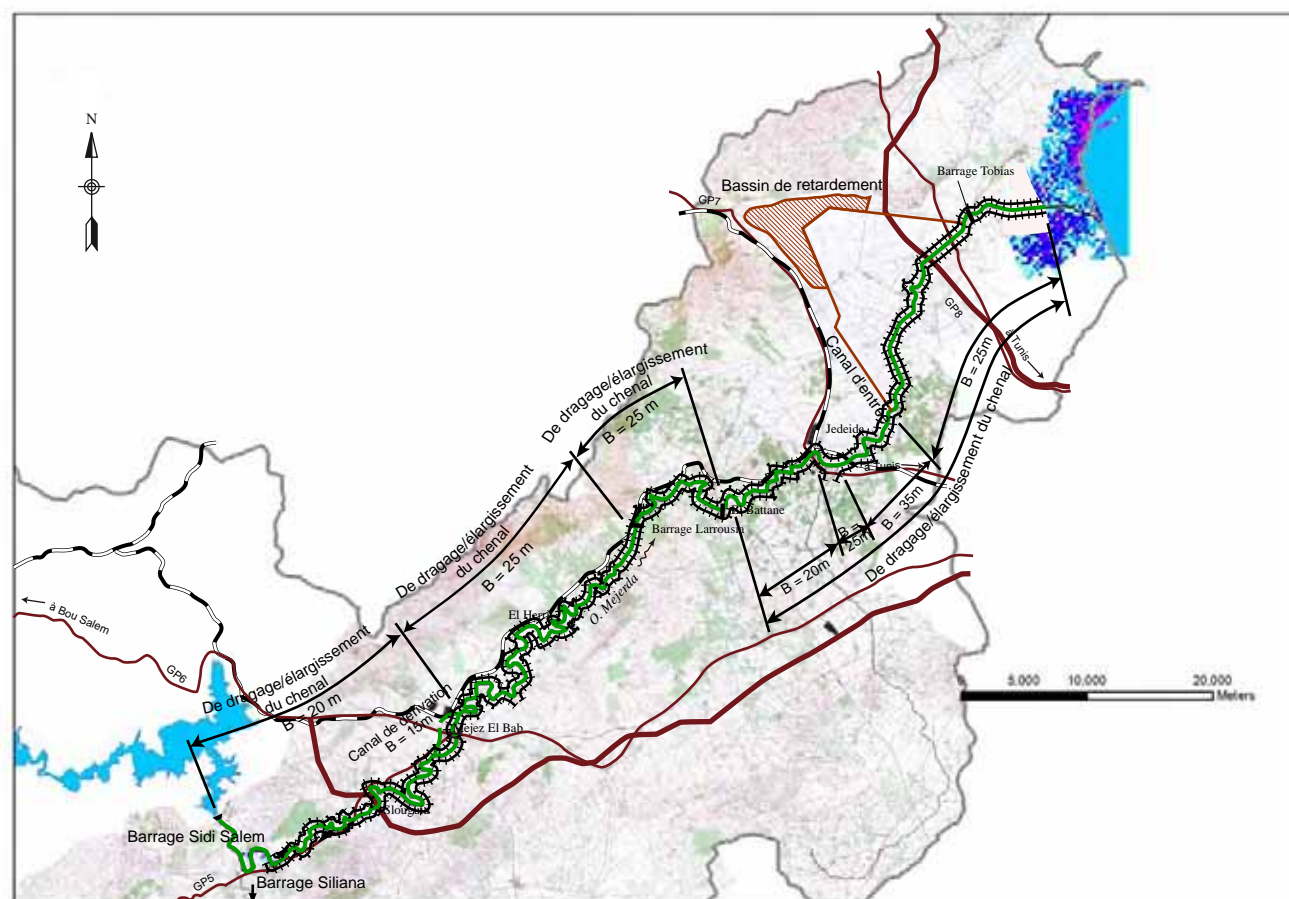 N
Barrage Tobias
Bassin de retardement
GP7
GP8
à Tunis
B = 25m
Canal d'entrée
De dragage/élargissement
du chenal
B = 25 m
Jedeida
à Tunis
B = 35m
De dragage/élargissement du chenal
El Battane
Barrage Larrousia
B =
25m
B = 20m
De dragage/élargissement
du chenal
B = 25 m
O. Mejerda
El Herri
à Bou Salem
GP6
De dragage/élargissement
du chenal
B = 20 m
Canal de dérivation
B = 15m
Mejez El Bab
0
5.000
10.000
20.000
Meters
Slouguia
Barrage Sidi Salem
Barrage Siliana
GP5